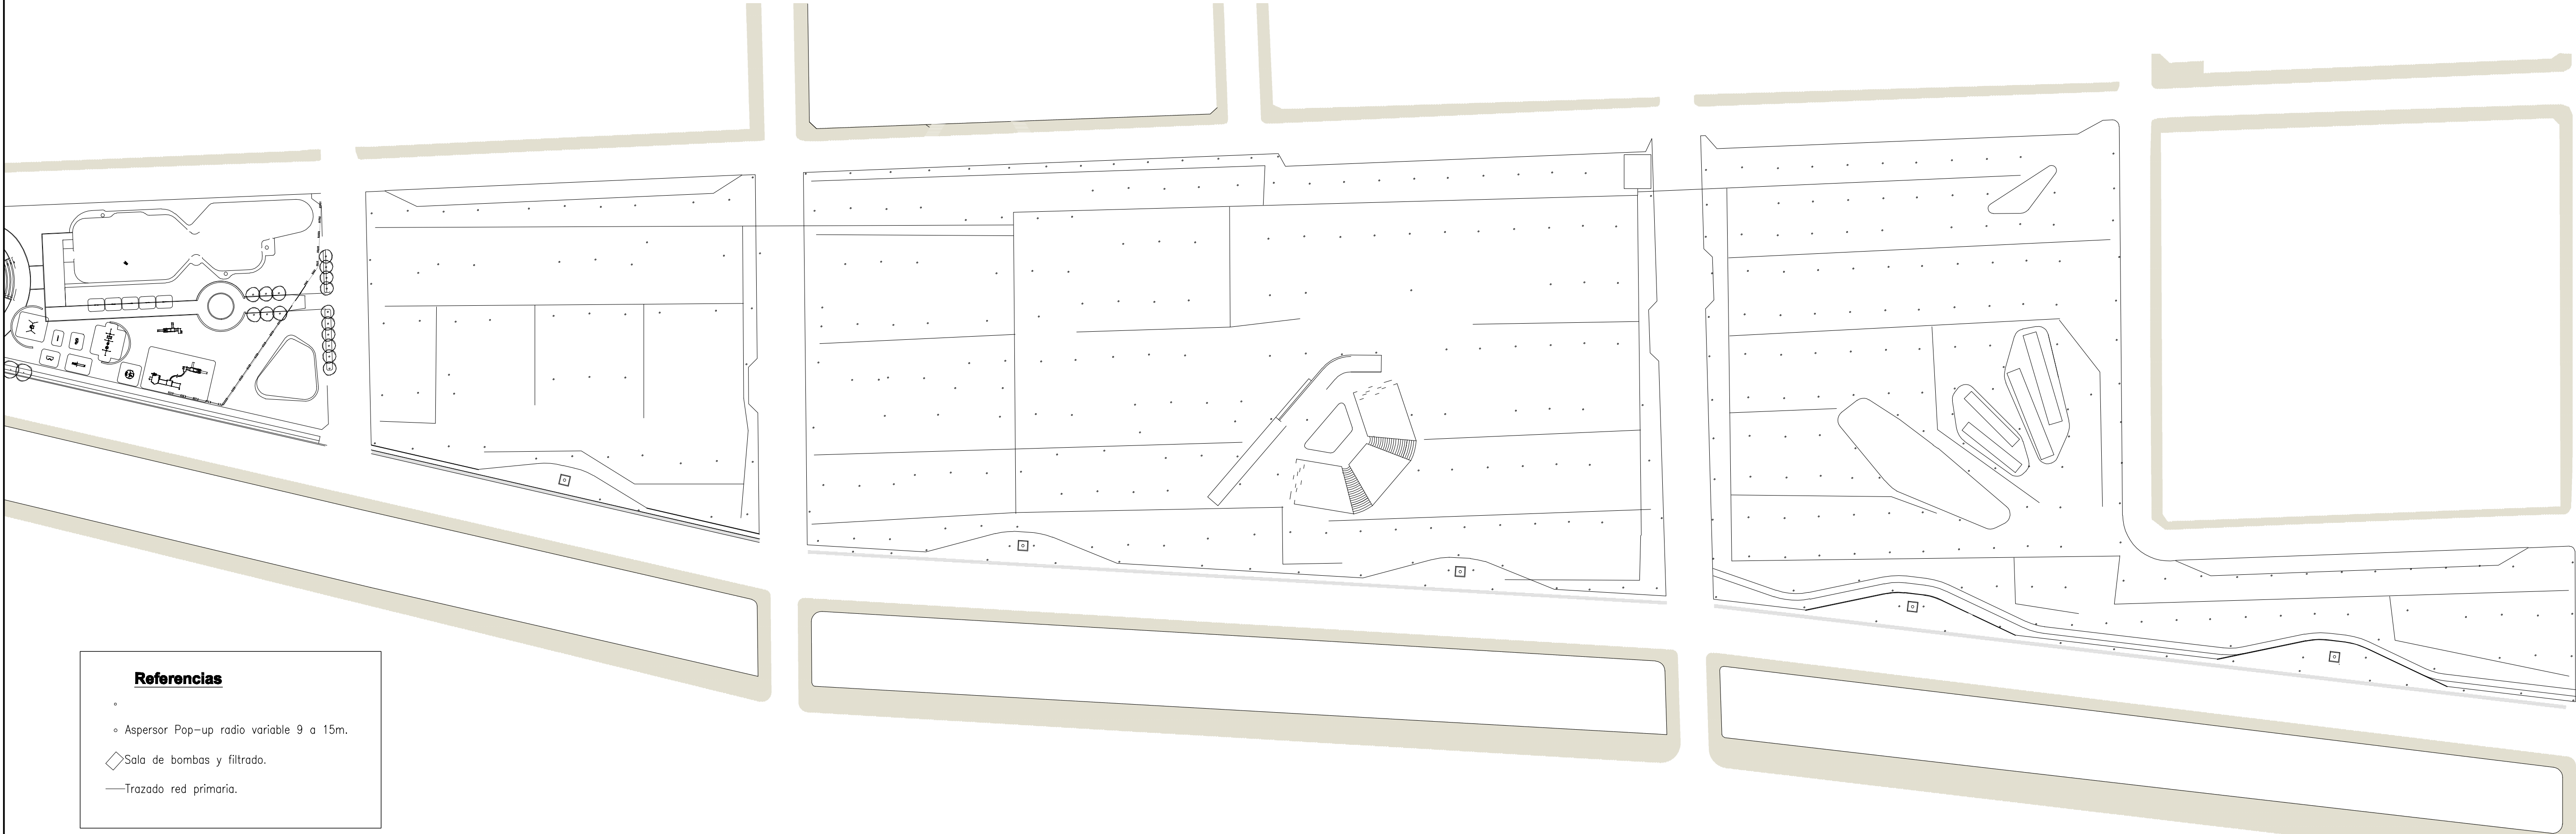 Referencias
Aspersor Pop-up radio variable 9 a 15m.
Sala de bombas y filtrado.
Trazado red primaria.